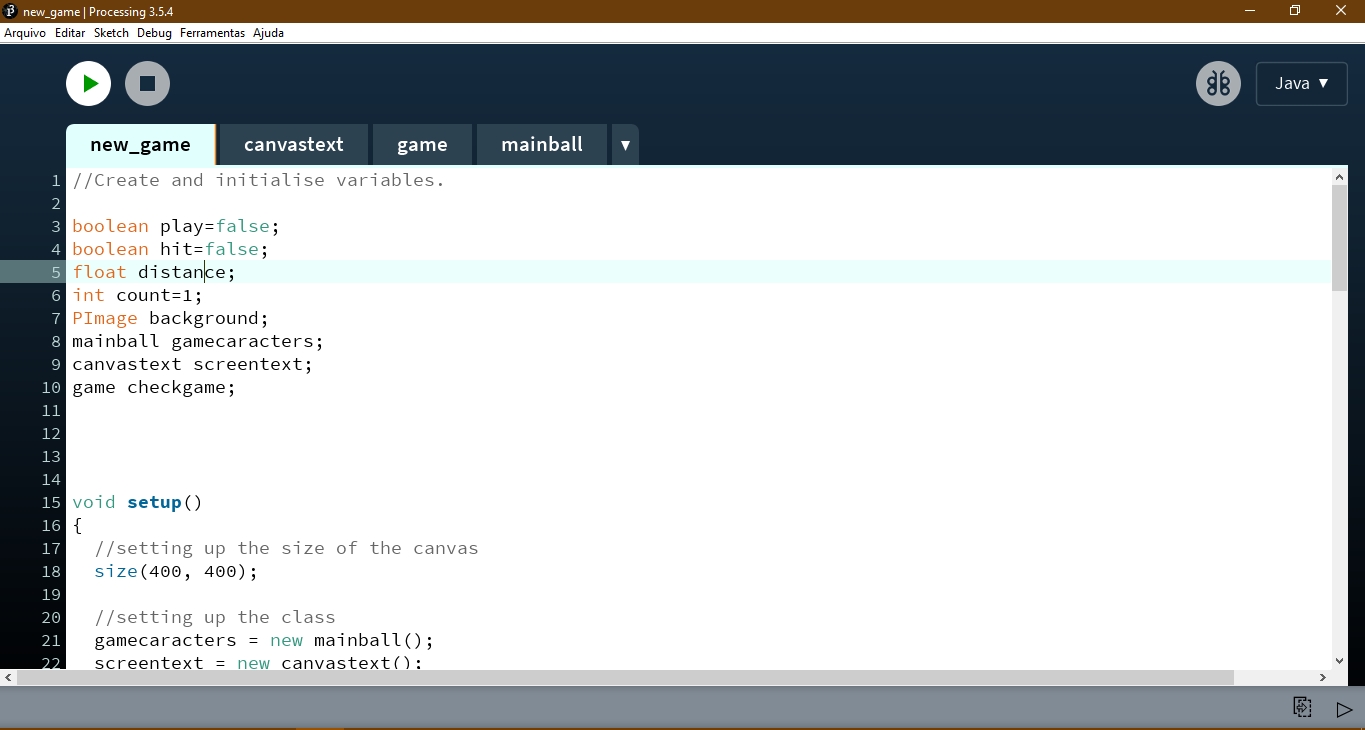 new_game | Processing 3.5.4
Arquivo Editar Sketch Debug Ferramentas Ajuda
Java ▼
new_game canvastext game mainball ▼
1 //Create and initialise variables.
2
3 boolean play=false;
4 boolean hit=false;
5 float distance;
6 int count=1;
7 PImage background;
8 mainball gamecaracters;
9 canvastext screentext;
10 game checkgame;
11
12
13
14
15 void setup()
16 {
17 //setting up the size of the canvas
18 size(400, 400);
19
20 //setting up the class
21 gamecaracters = new mainball();
22 screentext = new canvastext();